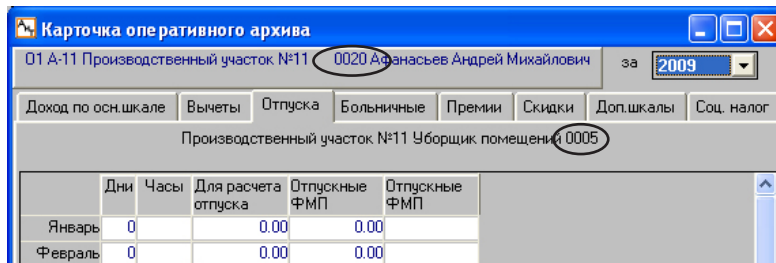 Карточка оперативного архива
01 А-11 Производственный участок №11 0020 Афанасьев Андрей Михайлович за 2009
Доход по осн.шкале Вычеты Отпуска Больничные Премии Скидки Доп.шкалы Соц. налог
Производственный участок №11 Уборщик помещений 0005
Дни Часы Для расчета отпуска Отпускные ФМП Отпускные ФМП
Январь 0 0.00 0.00
Февраль 0 0.00 0.00